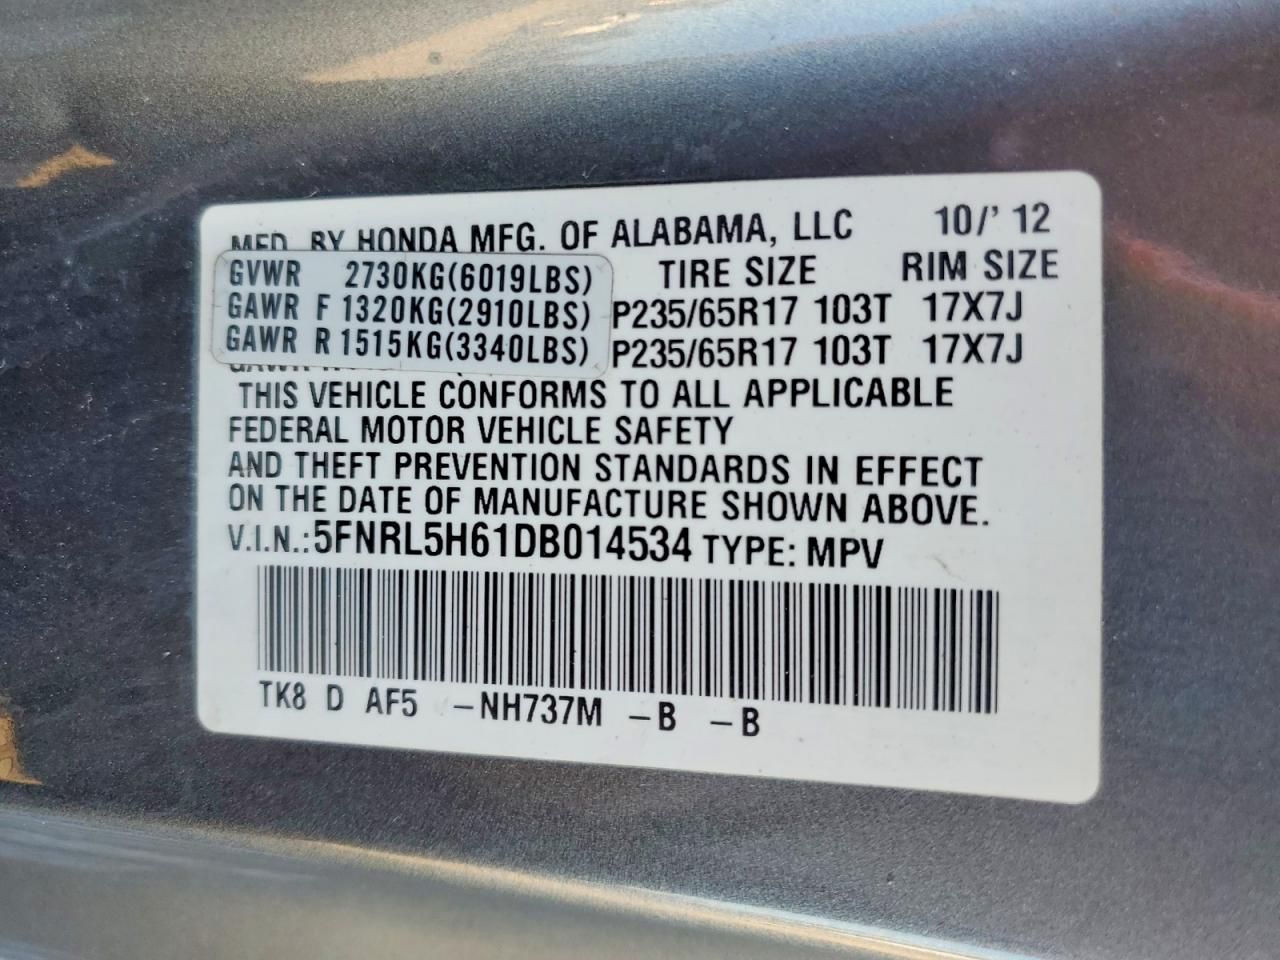 MFD. BY HONDA MFG. OF ALABAMA, LLC 10/'12
GVWR 2730KG(6019LBS) TIRE SIZE RIM SIZE
GAWR F 1320KG(2910LBS) P235/65R17 103T 17X7J
GAWR R 1515KG(3340LBS) P235/65R17 103T 17X7J
THIS VEHICLE CONFORMS TO ALL APPLICABLE
FEDERAL MOTOR VEHICLE SAFETY
AND THEFT PREVENTION STANDARDS IN EFFECT
ON THE DATE OF MANUFACTURE SHOWN ABOVE.
V.I.N.:5FNRL5H61DB014534 TYPE: MPV
TK8 D AF5 -NH737M -B -B